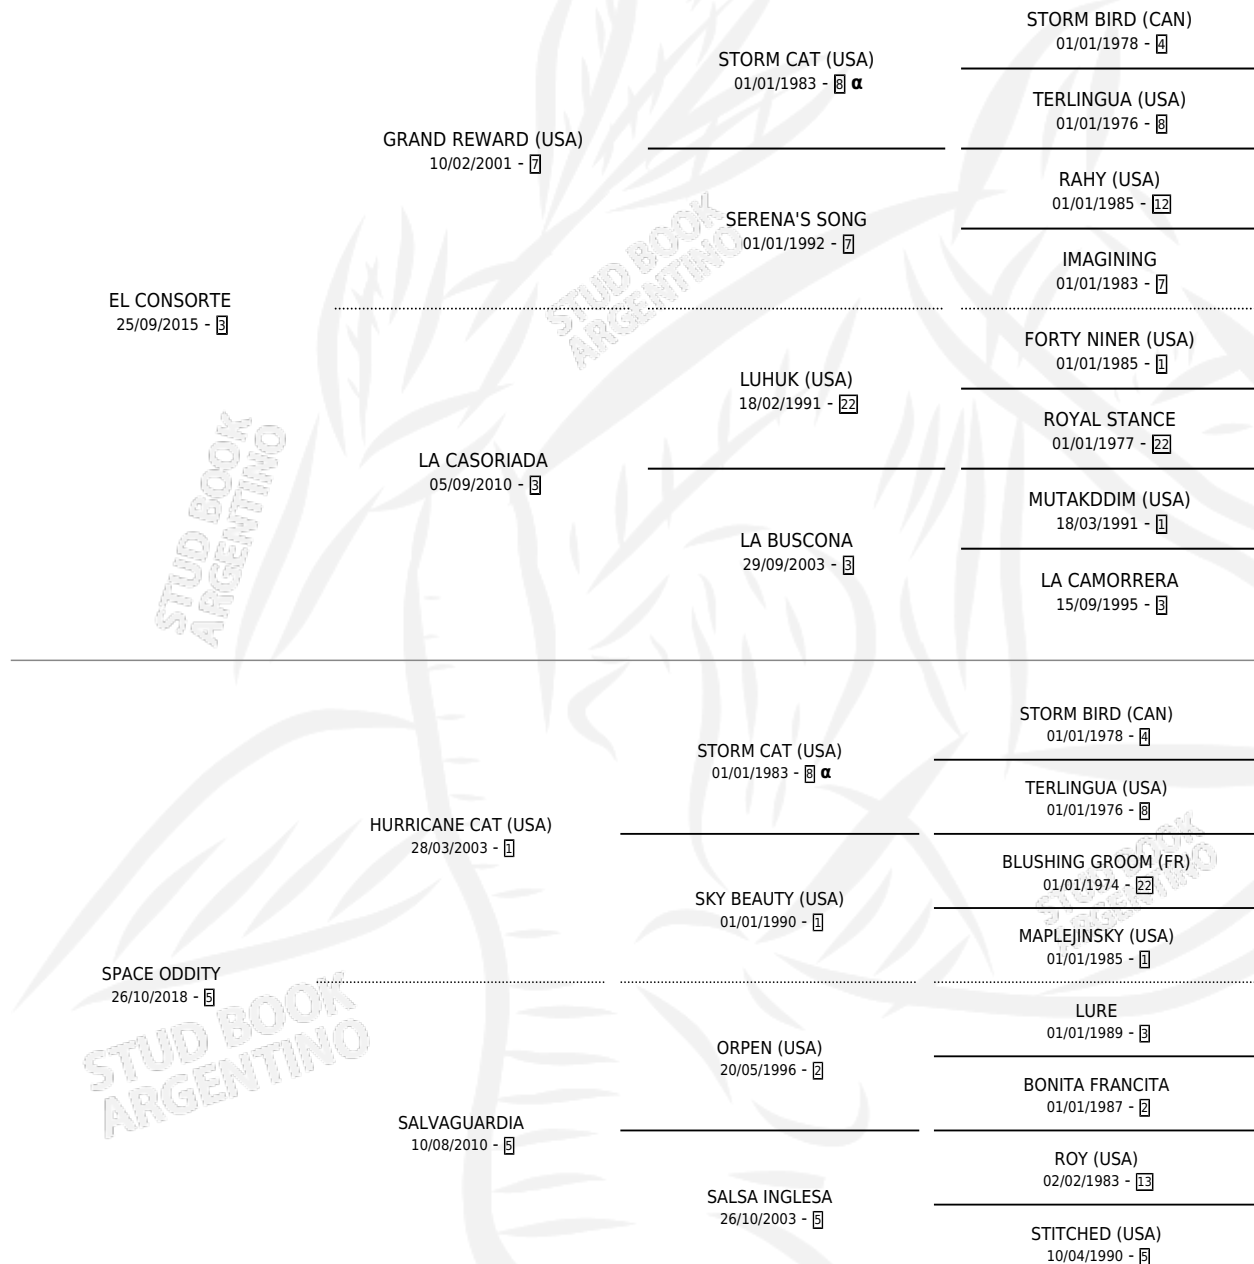 STORM BIRD (CAN)
01/01/1978 - 4
STORM CAT (USA)
01/01/1983 - 8 α
TERLINGUA (USA)
01/01/1976 - 8
GRAND REWARD (USA)
10/02/2001 - 7
RAHY (USA)
01/01/1985 - 12
SERENA'S SONG
01/01/1992 - 7
IMAGINING
01/01/1983 - 7
EL CONSORTE
25/09/2015 - 3
FORTY NINER (USA)
01/01/1985 - 1
LUHUK (USA)
18/02/1991 - 22
ROYAL STANCE
01/01/1977 - 22
LA CASORIADA
05/09/2010 - 3
MUTAKDDIM (USA)
18/03/1991 - 1
LA BUSCONA
29/09/2003 - 3
LA CAMORRERA
15/09/1995 - 3
STORM BIRD (CAN)
01/01/1978 - 4
STORM CAT (USA)
01/01/1983 - 8 α
TERLINGUA (USA)
01/01/1976 - 8
HURRICANE CAT (USA)
28/03/2003 - 1
BLUSHING GROOM (FR)
01/01/1974 - 22
SKY BEAUTY (USA)
01/01/1990 - 1
MAPLEJINSKY (USA)
01/01/1985 - 1
SPACE ODDITY
26/10/2018 - 5
LURE
01/01/1989 - 3
ORPEN (USA)
20/05/1996 - 2
BONITA FRANCITA
01/01/1987 - 2
SALVAGUARDIA
10/08/2010 - 5
ROY (USA)
02/02/1983 - 13
SALSA INGLESA
26/10/2003 - 5
STITCHED (USA)
10/04/1990 - 5
STUD BOOK
ARGENTINO
STUD BOOK
ARGENTINO
STUD BOOK
ARGENTINO
STUD BOOK
ARGENTINO